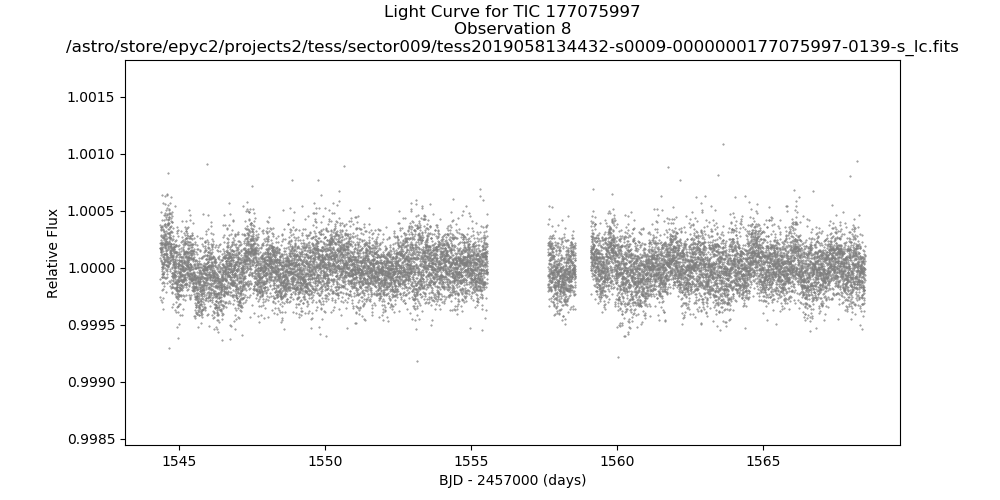 Light Curve for TIC 177075997
Observation 8
/astro/store/epyc2/projects2/tess/sector009/tess2019058134432-s0009-0000000177075997-0139-s_lc.fits
1.0015
1.0010
1.0005
1.0000
0.9995
0.9990
0.9985
Relative Flux
1545
1550
1555
1560
1565
BJD - 2457000 (days)